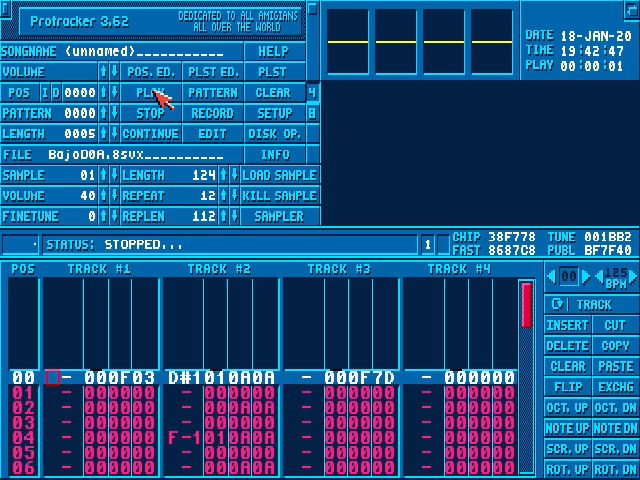 Protracker 3.62 DEDICATED TO ALL AMIGIANS
ALL OVER THE WORLD
DATE 18-JAN-20
TIME 19:42:47
PLAY 00:00:01
SONGNAME (unnamed)___________ HELP
VOLUME POS. ED. PLST ED. PLST
POS I D 0000 PLAY PATTERN CLEAR 4
PATTERN 0000 STOP RECORD SETUP 8
LENGTH 0005 CONTINUE EDIT DISK OP.
FILE BajoD0A.8svx__________ INFO
SAMPLE 01 LENGTH 124 LOAD SAMPLE
VOLUME 40 REPEAT 12 KILL SAMPLE
FINETUNE 0 REPLEN 112 SAMPLER
STATUS: STOPPED... 1 CHIP 38F778 TUNE 001BB2
FAST 8687C8 PUBL BF7F40
POS TRACK #1 TRACK #2 TRACK #3 TRACK #4
00 125 BPM
TRACK
INSERT CUT
DELETE COPY
CLEAR PASTE
FLIP EXCHG
OCT. UP OCT. DN
NOTE UP NOTE DN
SCR. UP SCR. DN
ROT. UP ROT. DN
00 - 000F03 D#1010A0A - 000F7D - 000000
01 - 000000 - 000A0A - 000000 - 000000
02 - 000000 - 000A0A - 000000 - 000000
03 - 000000 - 000A0A - 000000 - 000000
04 - 000000 F-1010A0A - 000000 - 000000
05 - 000000 - 000A0A - 000000 - 000000
06 - 000000 - 000A0A - 000000 - 000000